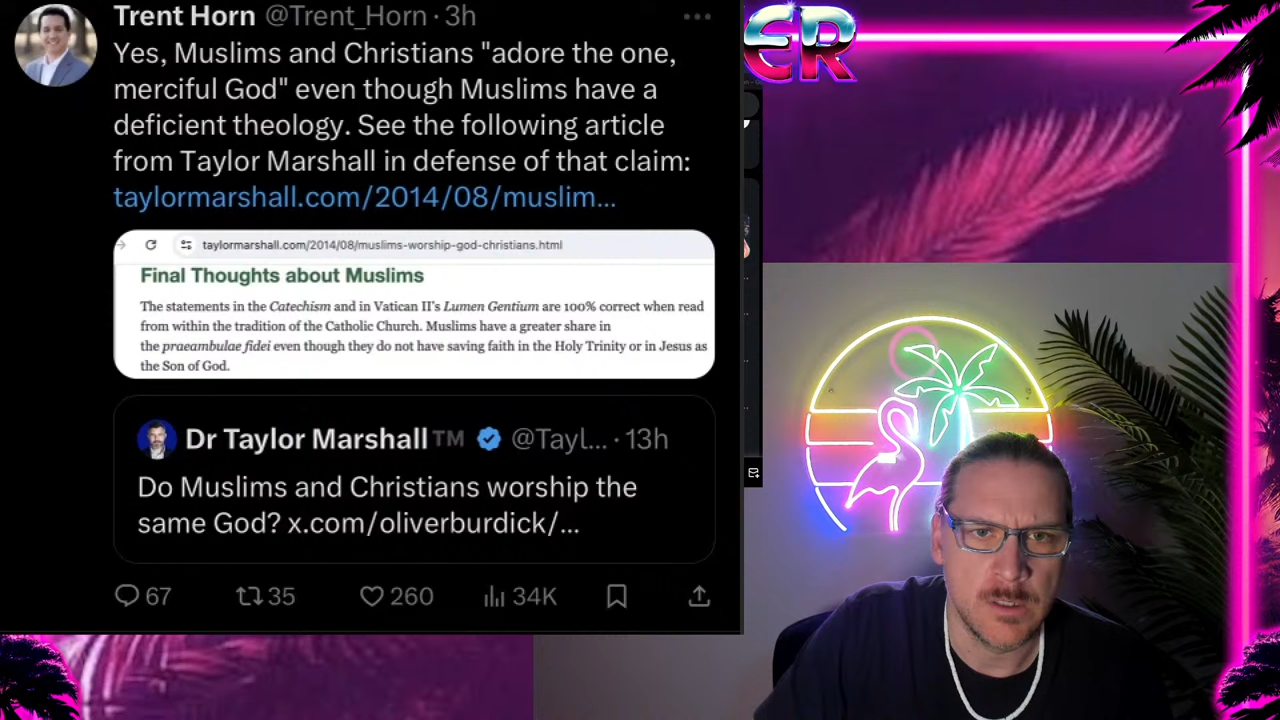 Trent Horn @Trent_Horn · 3h
Yes, Muslims and Christians "adore the one,
merciful God" even though Muslims have a
deficient theology. See the following article
from Taylor Marshall in defense of that claim:
taylormarshall.com/2014/08/muslim...
taylormarshall.com/2014/08/muslims-worship-god-christians.html
Final Thoughts about Muslims
The statements in the Catechism and in Vatican II's Lumen Gentium are 100% correct when read
from within the tradition of the Catholic Church. Muslims have a greater share in
the praeambulae fidei even though they do not have saving faith in the Holy Trinity or in Jesus as
the Son of God.
Dr Taylor Marshall™ @Tayl... · 13h
Do Muslims and Christians worship the
same God? x.com/oliverburdick/...
67 35 260 34K
ER